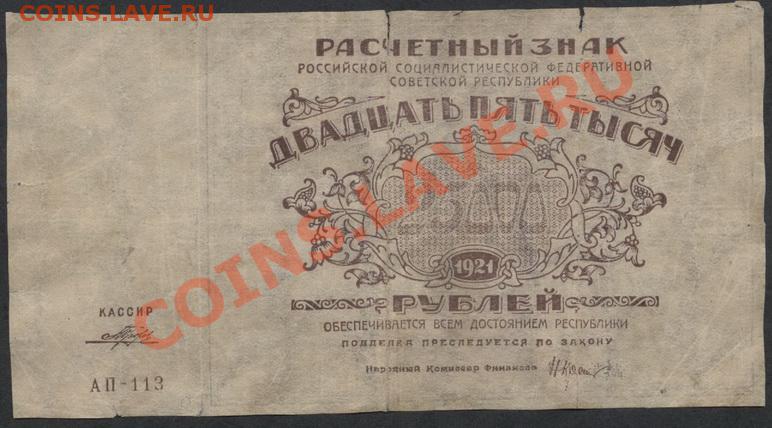 COINS.LAVE.RU
РАСЧЕТНЫЙ ЗНАК
РОССИЙСКОЙ СОЦИАЛИСТИЧЕСКОЙ ФЕДЕРАТИВНОЙ
СОВЕТСКОЙ РЕСПУБЛИКИ
ДВАДЦАТЬ ПЯТЬ ТЫСЯЧ
25000
1921
РУБЛЕЙ
ОБЕСПЕЧИВАЕТСЯ ВСЕМ ДОСТОЯНИЕМ РЕСПУБЛИКИ
ПОДДЕЛКА ПРЕСЛЕДУЕТСЯ ПО ЗАКОНУ
Народный Комиссар Финансов
КАССИР
АП-113
COINS.LAVE.RU